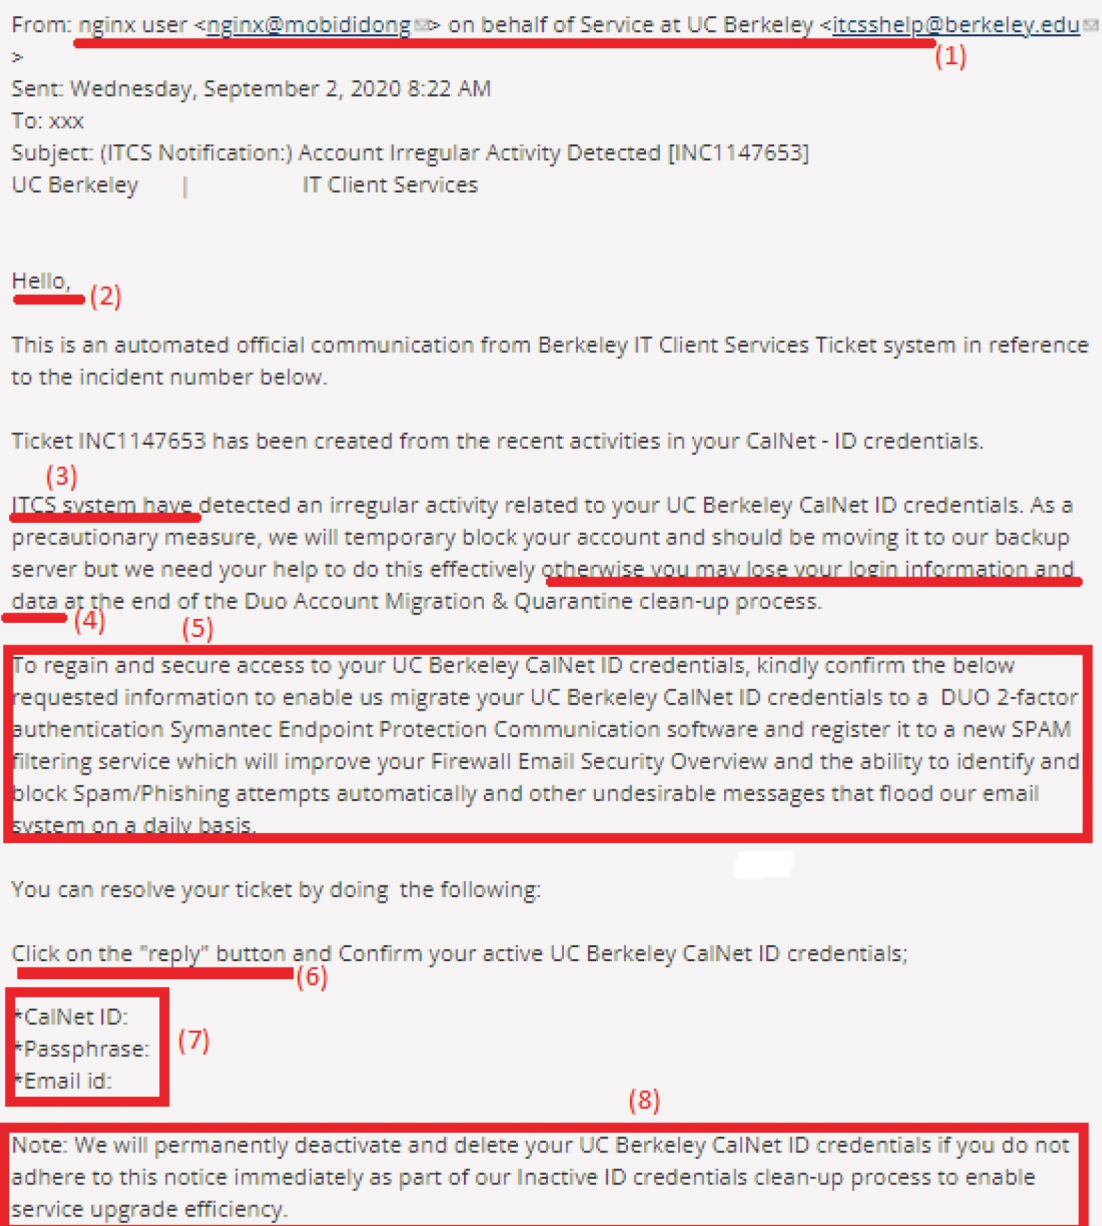 From: nginx user <nginx@mobididong> on behalf of Service at UC Berkeley <itcsshelp@berkeley.edu
>
(1)
Sent: Wednesday, September 2, 2020 8:22 AM
To: xxx
Subject: (ITCS Notification:) Account Irregular Activity Detected [INC1147653]
UC Berkeley | IT Client Services
Hello,
(2)
This is an automated official communication from Berkeley IT Client Services Ticket system in reference
to the incident number below.
Ticket INC1147653 has been created from the recent activities in your CalNet - ID credentials.
(3)
ITCS system have detected an irregular activity related to your UC Berkeley CalNet ID credentials. As a
precautionary measure, we will temporary block your account and should be moving it to our backup
server but we need your help to do this effectively otherwise you may lose your login information and
data at the end of the Duo Account Migration & Quarantine clean-up process.
(4)
(5)
To regain and secure access to your UC Berkeley CalNet ID credentials, kindly confirm the below
requested information to enable us migrate your UC Berkeley CalNet ID credentials to a DUO 2-factor
authentication Symantec Endpoint Protection Communication software and register it to a new SPAM
filtering service which will improve your Firewall Email Security Overview and the ability to identify and
block Spam/Phishing attempts automatically and other undesirable messages that flood our email
system on a daily basis.
You can resolve your ticket by doing the following:
Click on the "reply" button and Confirm your active UC Berkeley CalNet ID credentials;
(6)
*CalNet ID:
*Passphrase:
(7)
*Email id:
(8)
Note: We will permanently deactivate and delete your UC Berkeley CalNet ID credentials if you do not
adhere to this notice immediately as part of our Inactive ID credentials clean-up process to enable
service upgrade efficiency.